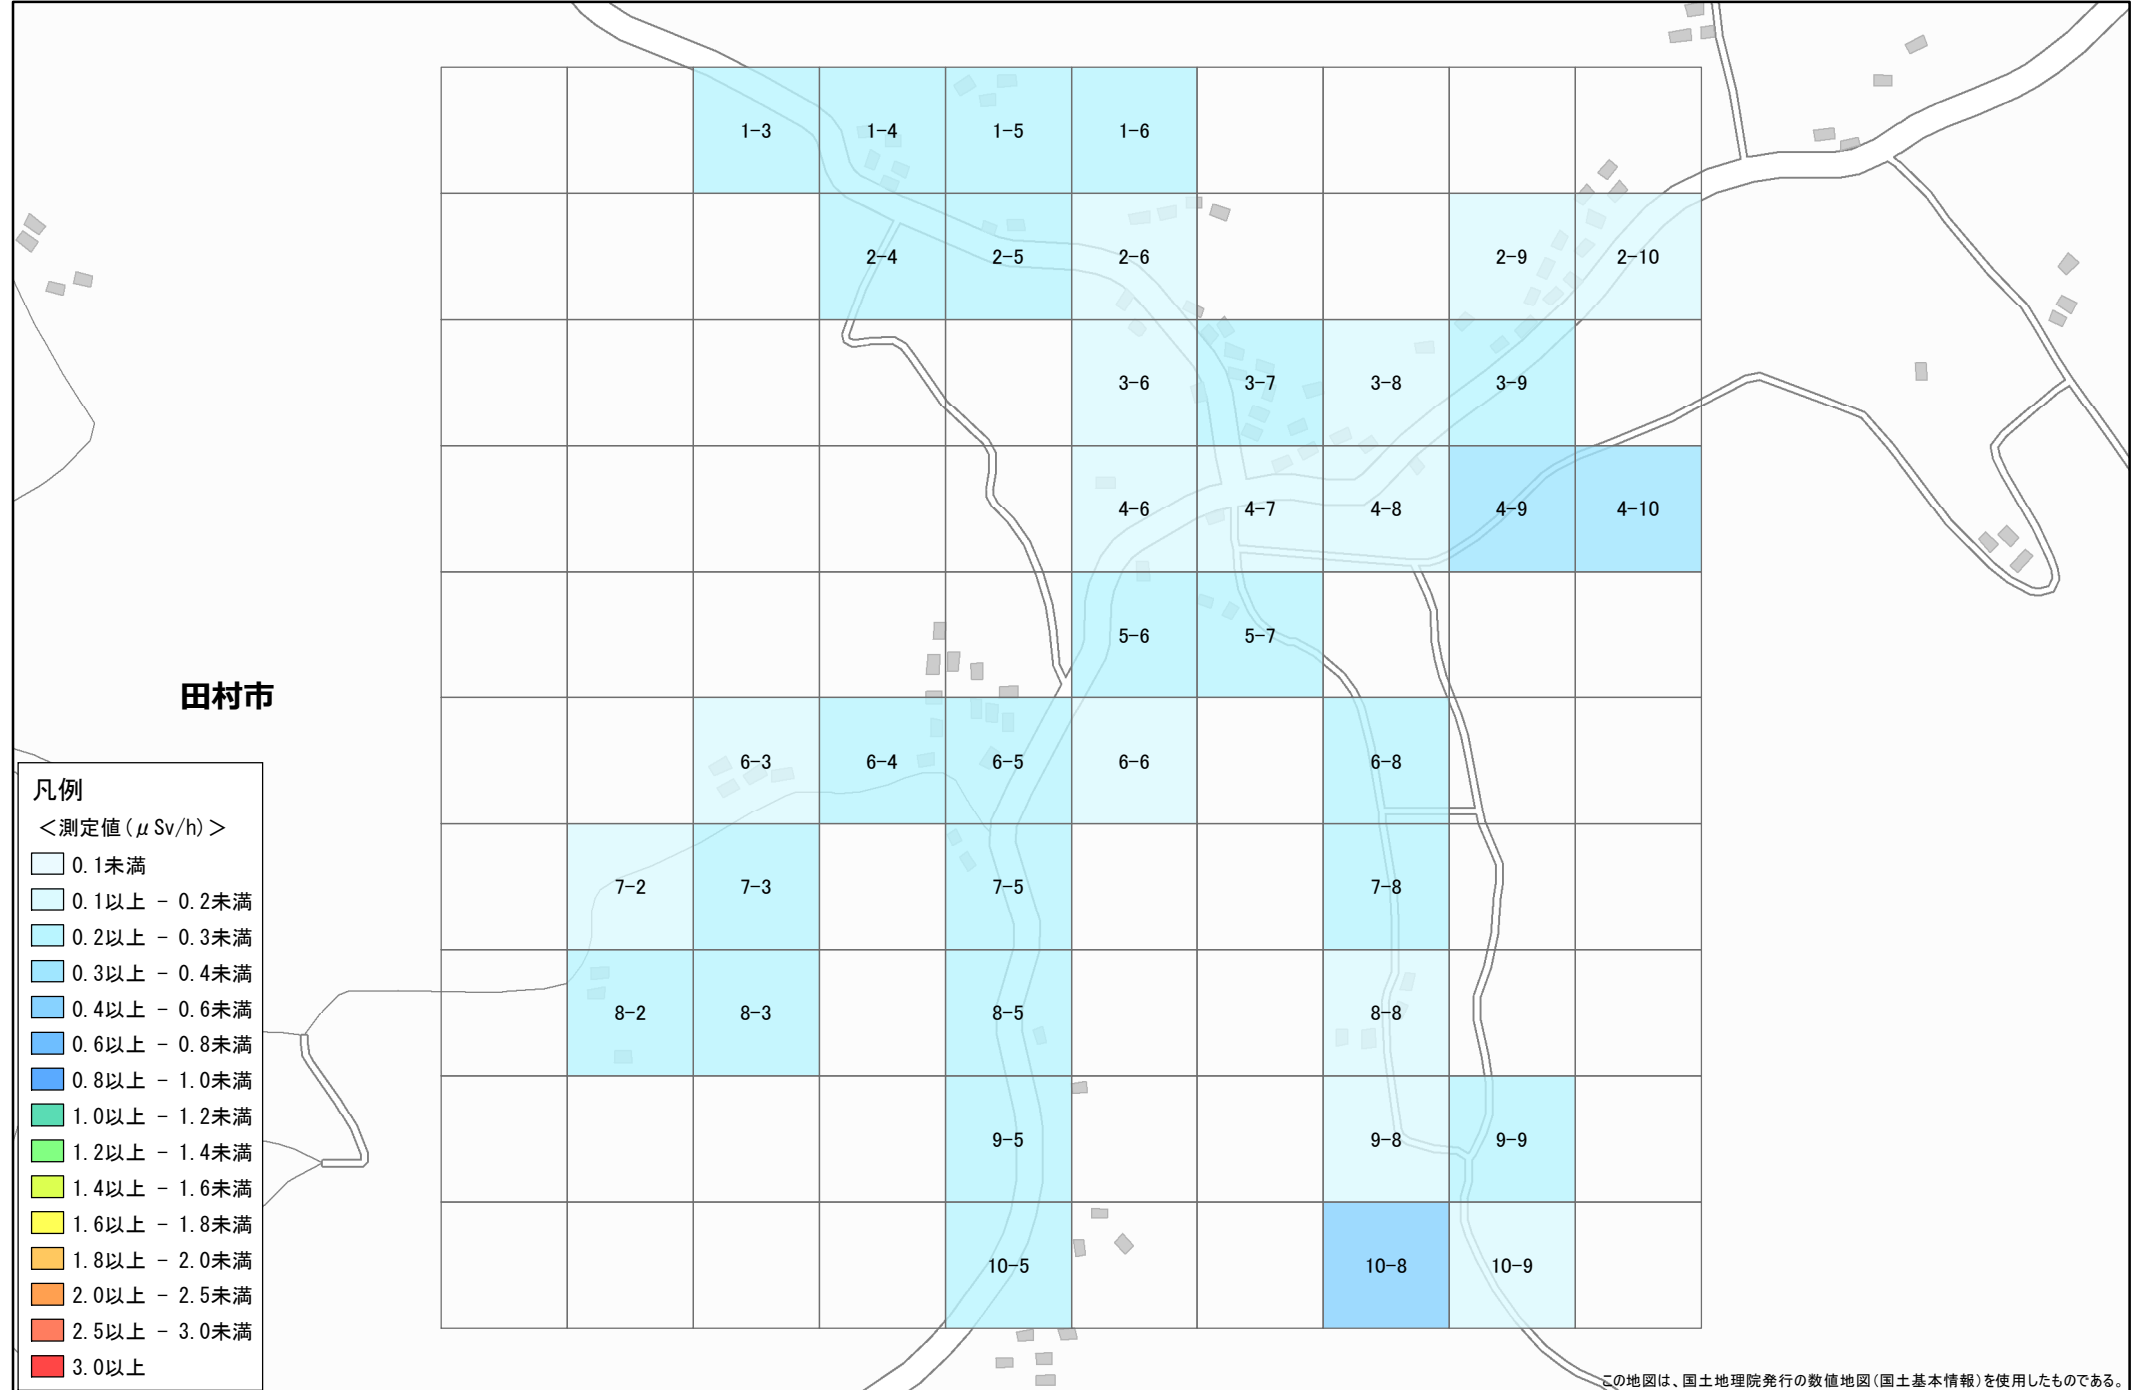 1-3 1-4 1-5 1-6
2-4 2-5 2-6 2-9 2-10
3-6 3-7 3-8 3-9
4-6 4-7 4-8 4-9 4-10
5-6 5-7
田村市
6-3 6-4 6-5 6-6 6-8
7-2 7-3 7-5 7-8
8-2 8-3 8-5 8-8
9-5 9-8 9-9
10-5 10-8 10-9
凡例
＜測定値(μSv/h)＞
0.1未満
0.1以上 - 0.2未満
0.2以上 - 0.3未満
0.3以上 - 0.4未満
0.4以上 - 0.6未満
0.6以上 - 0.8未満
0.8以上 - 1.0未満
1.0以上 - 1.2未満
1.2以上 - 1.4未満
1.4以上 - 1.6未満
1.6以上 - 1.8未満
1.8以上 - 2.0未満
2.0以上 - 2.5未満
2.5以上 - 3.0未満
3.0以上
この地図は、国土地理院発行の数値地図(国土基本情報)を使用したものである。